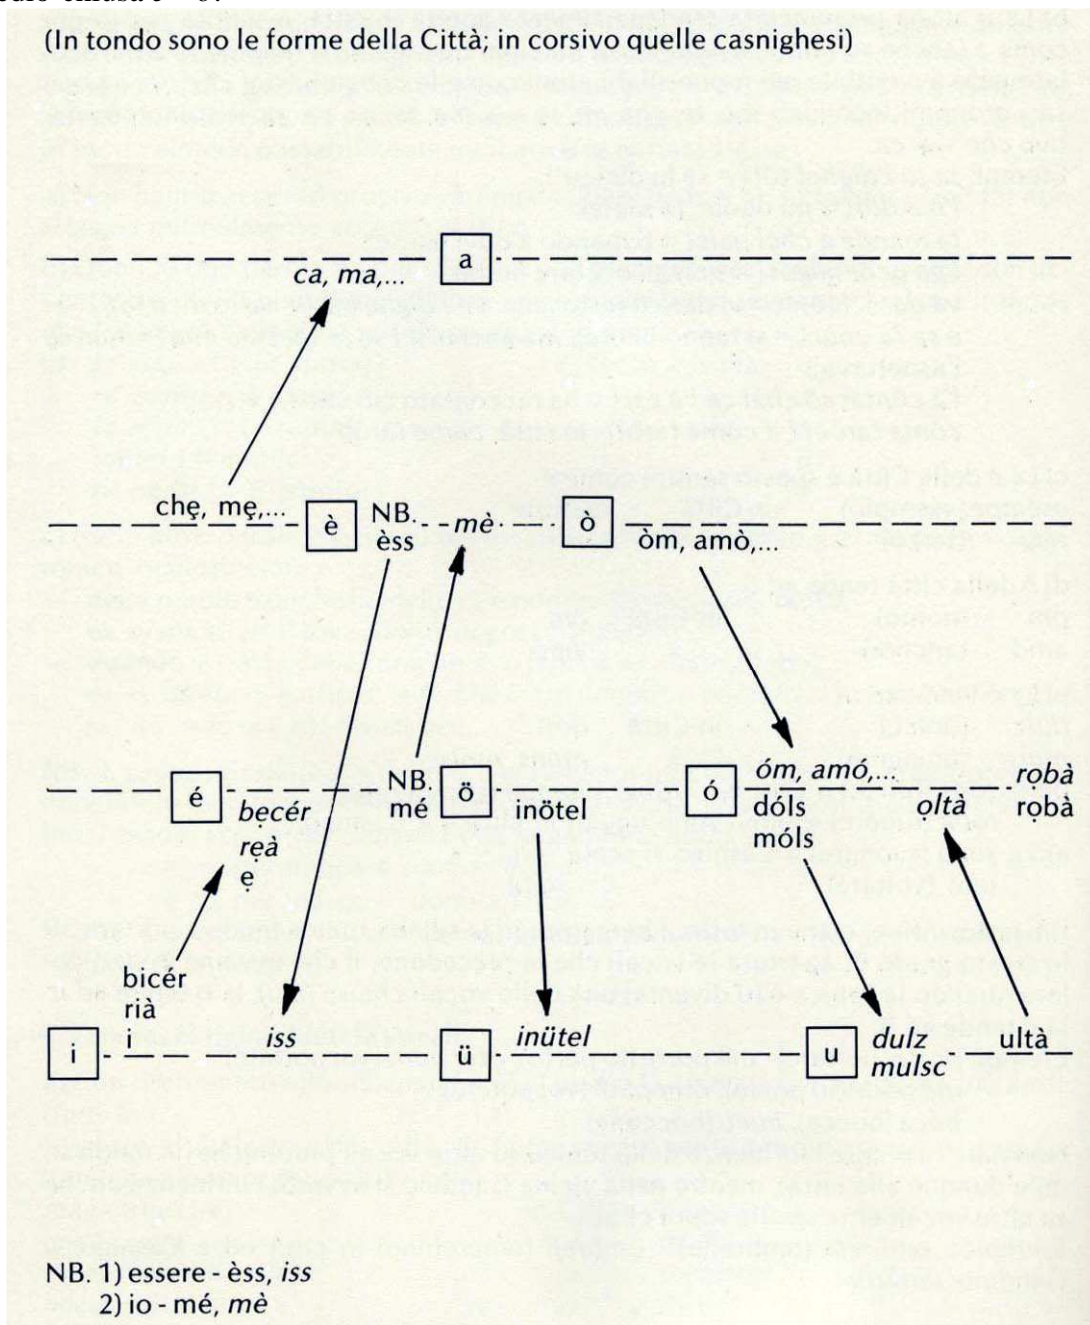 (In tondo sono le forme della Città; in corsivo quelle casnighesi)
a
ca, ma,...
chẹ, mẹ,...
è
NB.
èss
mè
ò
òm, amò,...
é
bẹcér
rẹà
ẹ
NB.
mé
ö
inötel
ó
óm, amó,...
dóls
móls
ọltà
robà
rọbà
bicér
rià
i
i
iss
ü
inütel
u
dulz
mulsc
ultà
NB. 1) essere - èss, iss
2) io - mé, mè